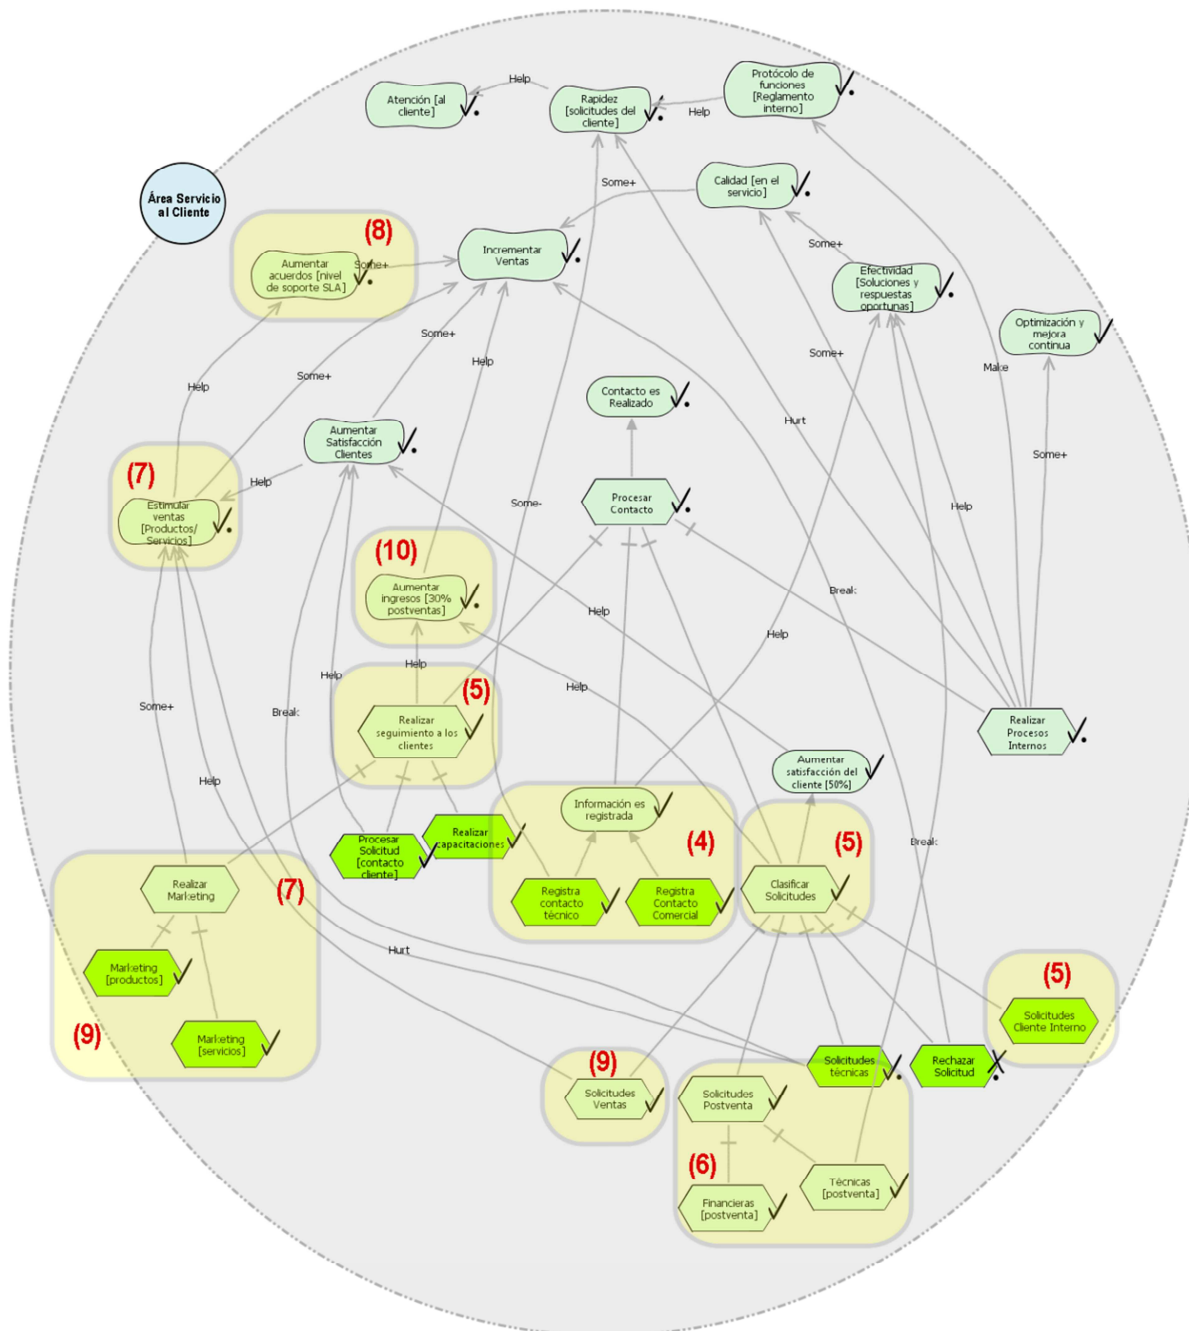 Protócolo de
funciones
[Reglamento
interno]
Help
Atención [al
cliente]
Rapidez
[solicitudes del
cliente]
Help
Calidad [en el
servicio]
Some+
Área Servicio
al Cliente
(8)
Aumentar
acuerdos [nivel
de soporte SLA]
Some+
Incrementar
Ventas
Some+
Efectividad
[Soluciones y
respuestas
oportunas]
Optimización y
mejora
continua
Some+
Help
Some+
Some+
Help
Make
Contacto es
Realizado
Hurt
Aumentar
Satisfacción
Clientes
Some+
(7)
Help
Estimular
ventas
[Productos/
Servicios]
Procesar
Contacto
Some-
Help
(10)
Aumentar
ingresos [30%
postventas]
Break
Help
Help
Help
Help
Help
(5)
Realizar
seguimiento a los
clientes
Some+
Break
Realizar
Procesos
Internos
Aumentar
satisfacción del
cliente [50%]
Help
Información es
registrada
Procesar
Solicitud
[contacto
cliente]
Realizar
capacitaciones
(4)
(5)
Break
Realizar
Marketing
(7)
Registra
contacto
técnico
Registra
Contacto
Comercial
Clasificar
Solicitudes
Hurt
Marketing
[productos]
(5)
Solicitudes
Cliente Interno
(9)
Marketing
[servicios]
(9)
Solicitudes
técnicas
Rechazar
Solicitud
Solicitudes
Ventas
Solicitudes
Postventa
(6)
Financieras
[postventa]
Técnicas
[postventa]